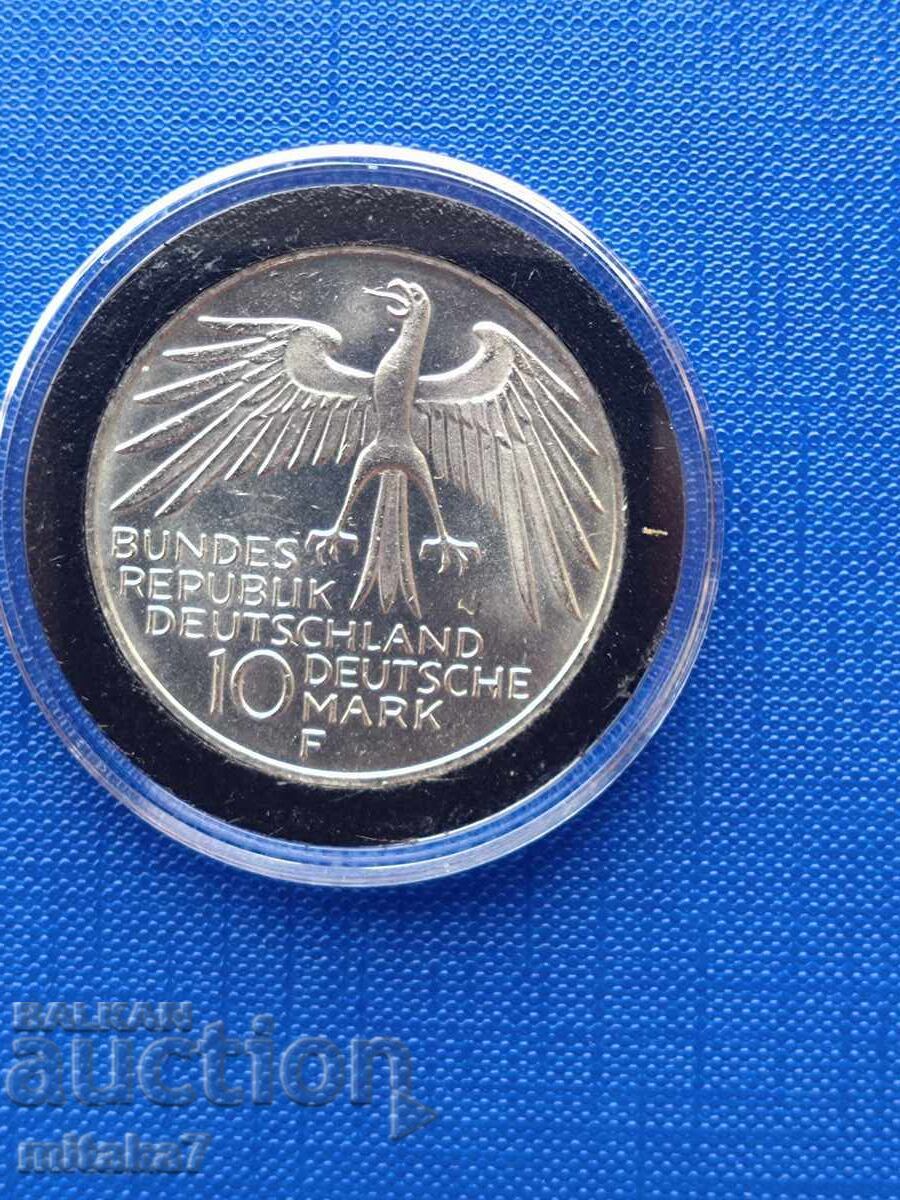 BUNDES
REPUBLIK
DEUTSCHLAND
10 DEUTSCHE
MARK
F
BALKAN
auction
mitaka7